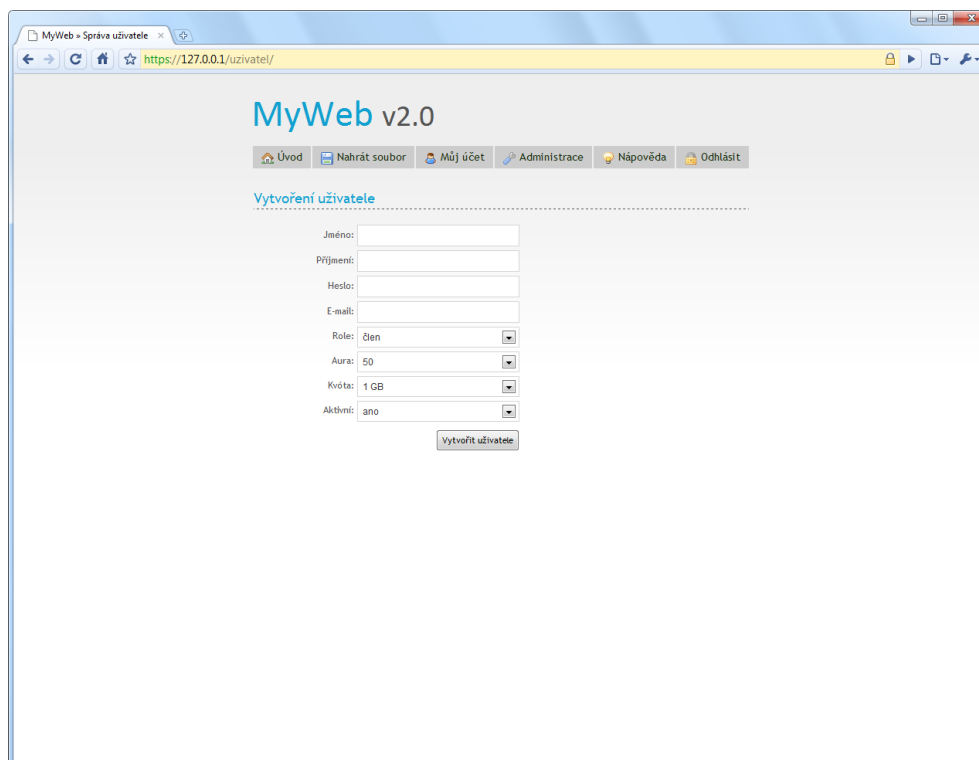 MyWeb » Správa uživatele
https://127.0.0.1/uzivatel/
MyWeb v2.0
Úvod Nahrát soubor Můj účet Administrace Nápověda Odhlásit
Vytvoření uživatele
Jméno:
Příjmení:
Heslo:
E-mail:
Role: člen
Aura: 50
Kvóta: 1 GB
Aktivní: ano
Vytvořit uživatele